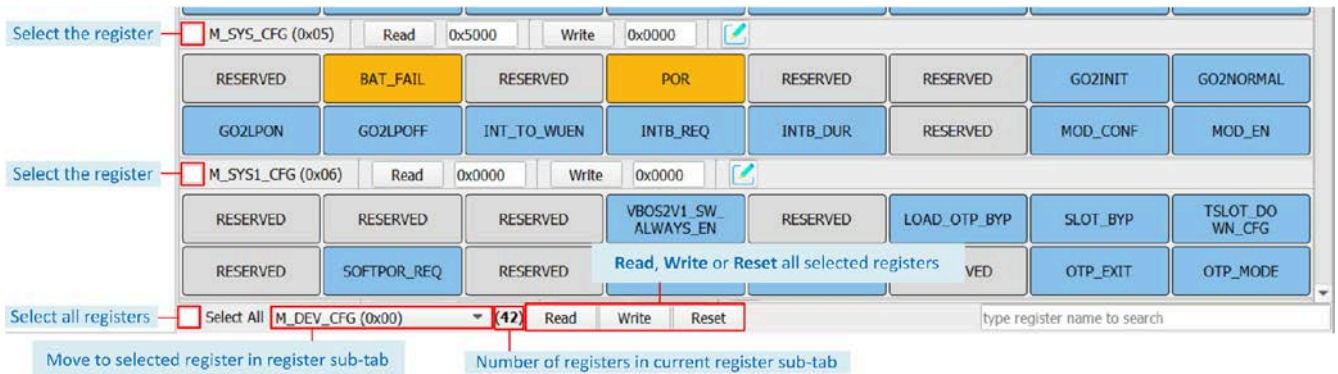 Select the register
M_SYS_CFG (0x05) Read 0x5000 Write 0x0000
RESERVED BAT_FAIL RESERVED POR RESERVED RESERVED GO2INIT GO2NORMAL
GO2LPON GO2LPOFF INT_TO_WUEN INTB_REQ INTB_DUR RESERVED MOD_CONF MOD_EN
Select the register
M_SYS1_CFG (0x06) Read 0x0000 Write 0x0000
RESERVED RESERVED RESERVED VBOS2V1_SW_ RESERVED LOAD_OTP_BYP SLOT_BYP TSLOT_DO
ALWAYS_EN WN_CFG
Read, Write or Reset all selected registers
RESERVED SOFTPOR_REQ RESERVED VED OTP_EXIT OTP_MODE
Select all registers
Select All M_DEV_CFG (0x00) (42) Read Write Reset type register name to search
Move to selected register in register sub-tab
Number of registers in current register sub-tab